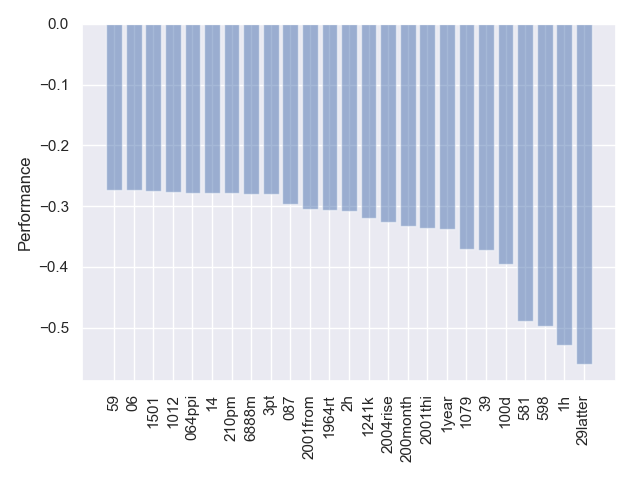 0.0
−0.1
−0.2
−0.3
−0.4
−0.5
Performance
59
06
1501
1012
064ppi
14
210pm
6888m
3pt
087
2001from
1964rt
2h
1241k
2004rise
200month
2001thi
1year
1079
39
100d
581
598
1h
29latter